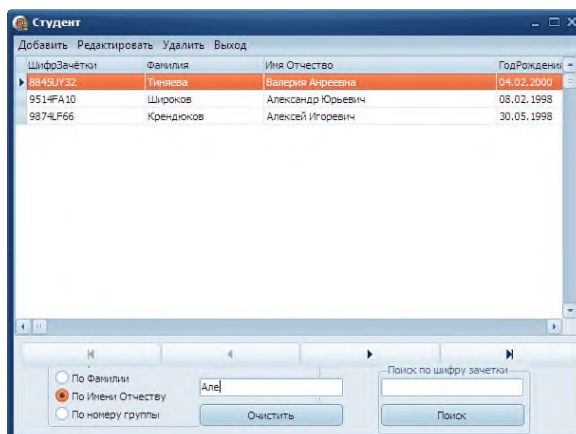 Студент
Добавить Редактировать Удалить Выход
ШифрЗачётки Фамилия Имя Отчество ГодРождения
8845UY32 Тиняева Валерия Анреевна 04.02.2000
9514FA10 Широков Александр Юрьевич 08.02.1998
9874LF66 Крендюков Алексей Игоревич 30.05.1998
Поиск по шифру зачетки
По Фамилии
Але
По Имени Отчеству
По номеру группы
Очистить
Поиск